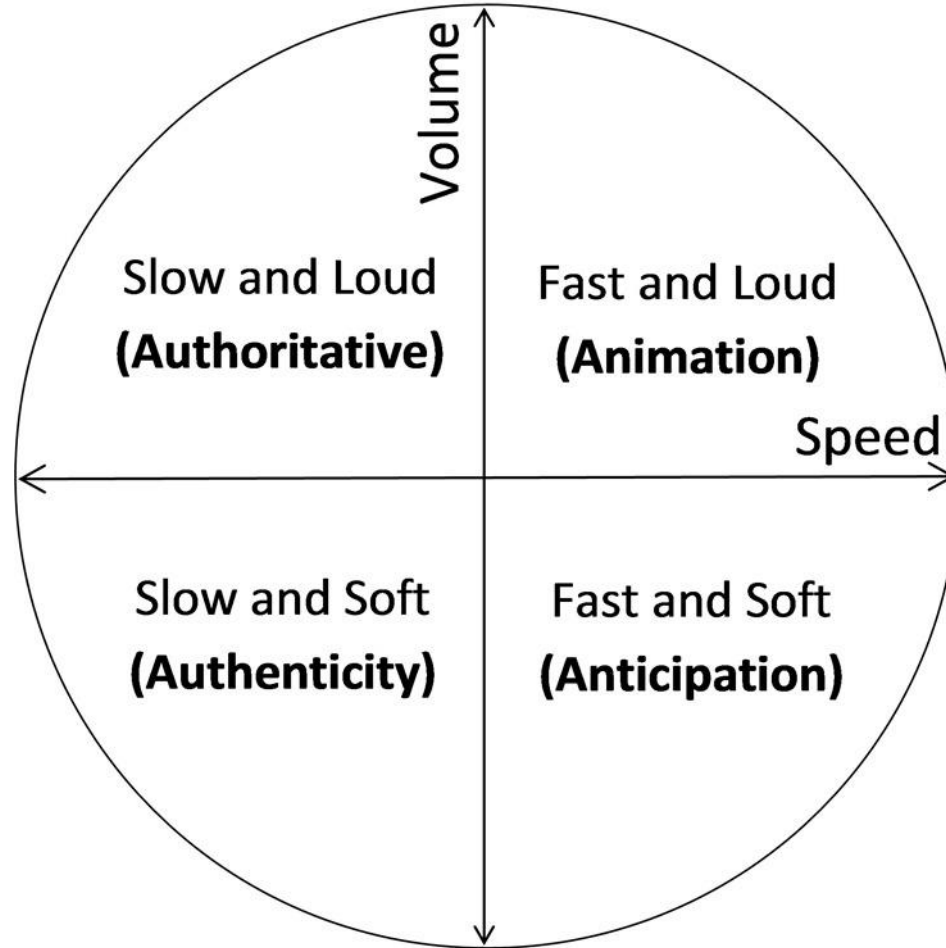 Volume
Slow and Loud
(Authoritative)
Fast and Loud
(Animation)
Speed
Slow and Soft
(Authenticity)
Fast and Soft
(Anticipation)